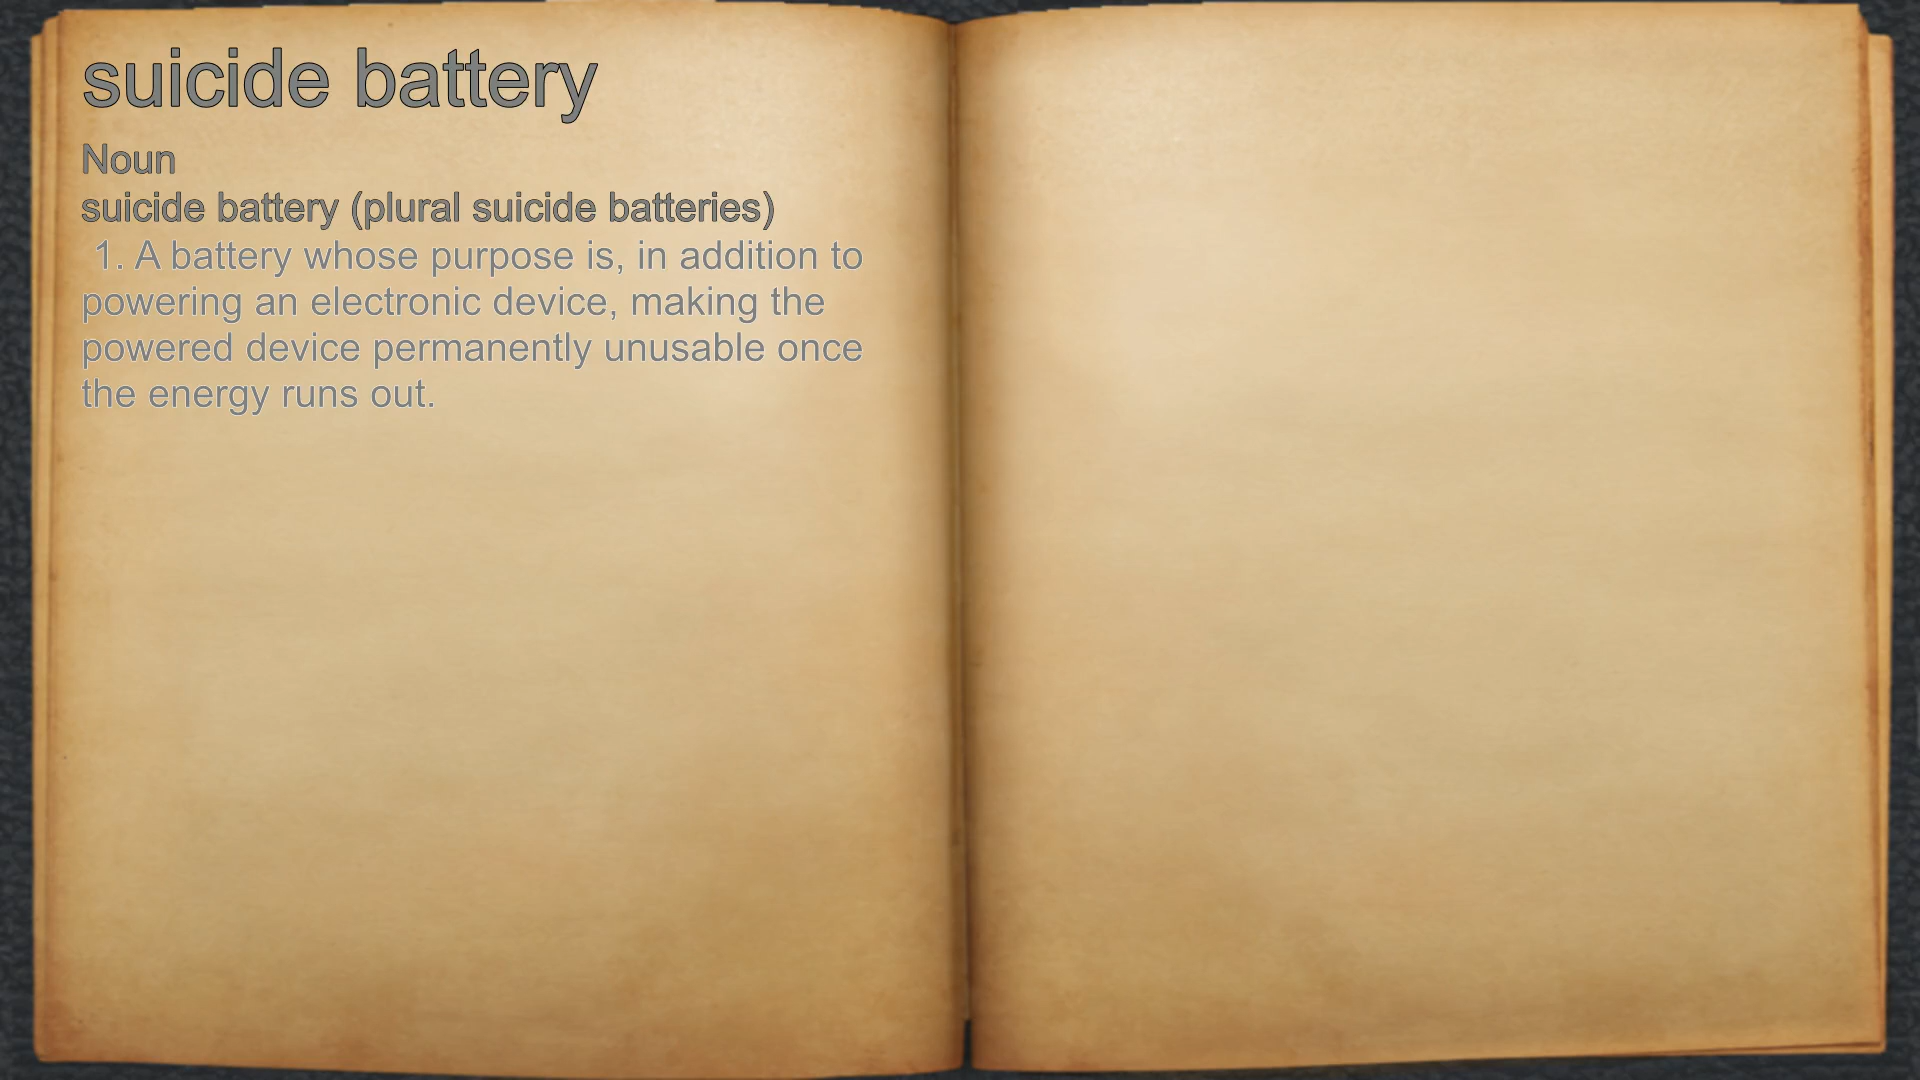 suicide battery
Noun
suicide battery (plural suicide batteries)
1. A battery whose purpose is, in addition to
powering an electronic device, making the
powered device permanently unusable once
the energy runs out.